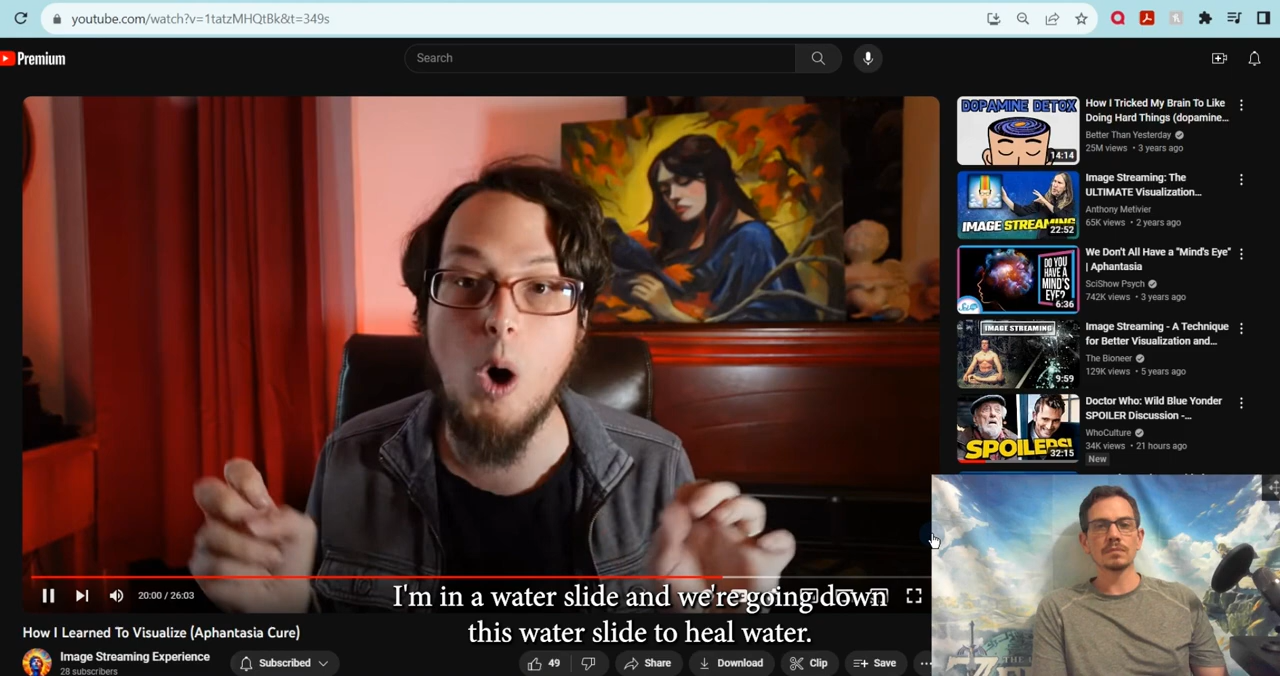 youtube.com/watch?v=1tatzMHQtBk&t=349s
Premium
Search
I'm in a water slide and we're going down
this water slide to heal water.
20:00 / 26:03
How I Learned To Visualize (Aphantasia Cure)
Image Streaming Experience
28 subscribers
Subscribed
49
Share
Download
Clip
Save
DOPAMINE DETOX
14:14
How I Tricked My Brain To Like
Doing Hard Things (dopamine...
Better Than Yesterday
25M views • 3 years ago
IMAGE STREAMING
22:52
Image Streaming: The
ULTIMATE Visualization...
Anthony Metivier
65K views • 2 years ago
DO YOU
HAVE A
MIND'S
EYE?
6:36
We Don't All Have a "Mind's Eye"
| Aphantasia
SciShow Psych
742K views • 3 years ago
IMAGE STREAMING
9:59
Image Streaming - A Technique
for Better Visualization and...
The Bioneer
129K views • 5 years ago
SPOILERS!
32:15
Doctor Who: Wild Blue Yonder
SPOILER Discussion -...
WhoCulture
34K views • 21 hours ago
New